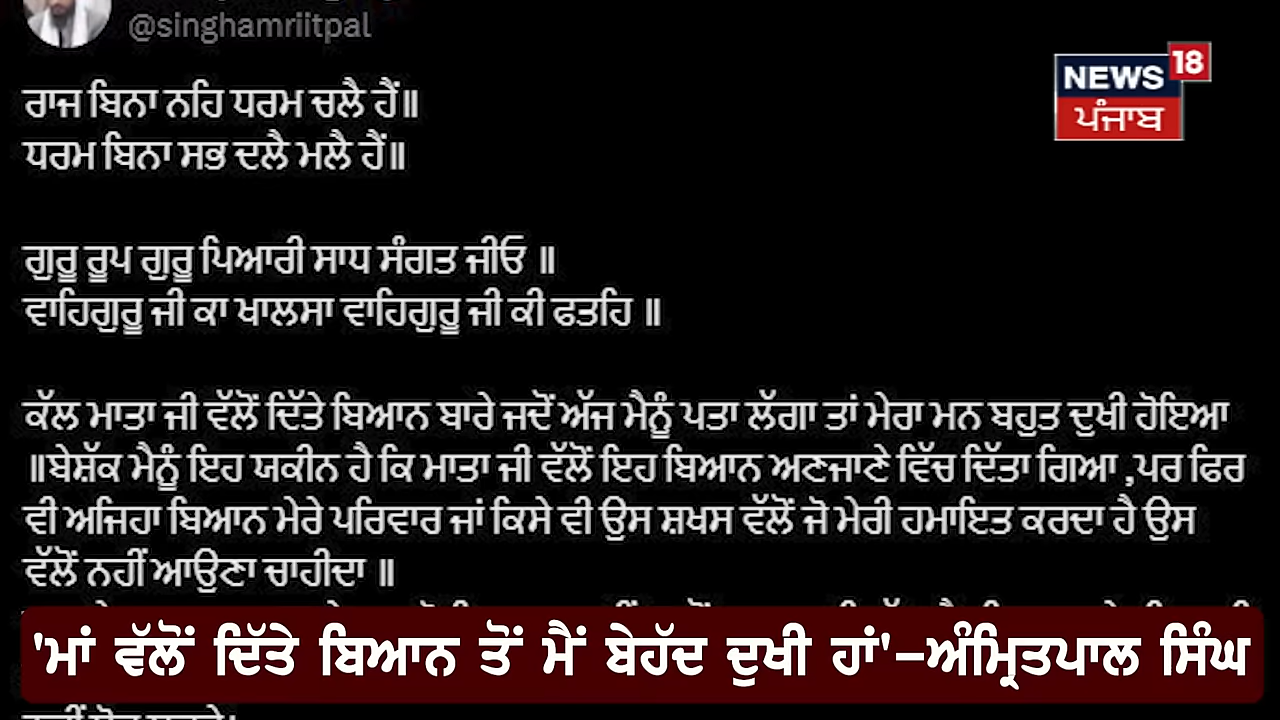 @singhamriitpal
NEWS 18
ਪੰਜਾਬ
ਰਾਜ ਬਿਨਾ ਨਹਿ ਧਰਮ ਚਲੈ ਹੈਂ॥
ਧਰਮ ਬਿਨਾ ਸਭ ਦਲੈ ਮਲੈ ਹੈਂ॥
ਗੁਰੂ ਰੂਪ ਗੁਰੂ ਪਿਆਰੀ ਸਾਧ ਸੰਗਤ ਜੀਓ ॥
ਵਾਹਿਗੁਰੂ ਜੀ ਕਾ ਖਾਲਸਾ ਵਾਹਿਗੁਰੂ ਜੀ ਕੀ ਫਤਹਿ ॥
ਕੱਲ ਮਾਤਾ ਜੀ ਵੱਲੋਂ ਦਿੱਤੇ ਬਿਆਨ ਬਾਰੇ ਜਦੋਂ ਅੱਜ ਮੈਨੂੰ ਪਤਾ ਲੱਗਾ ਤਾਂ ਮੇਰਾ ਮਨ ਬਹੁਤ ਦੁਖੀ ਹੋਇਆ
॥ਬੇਸ਼ੱਕ ਮੈਨੂੰ ਇਹ ਯਕੀਨ ਹੈ ਕਿ ਮਾਤਾ ਜੀ ਵੱਲੋਂ ਇਹ ਬਿਆਨ ਅਣਜਾਣੇ ਵਿੱਚ ਦਿੱਤਾ ਗਿਆ ,ਪਰ ਫਿਰ
ਵੀ ਅਜਿਹਾ ਬਿਆਨ ਮੇਰੇ ਪਰਿਵਾਰ ਜਾਂ ਕਿਸੇ ਵੀ ਉਸ ਸ਼ਖਸ ਵੱਲੋਂ ਜੋ ਮੇਰੀ ਹਮਾਇਤ ਕਰਦਾ ਹੈ ਉਸ
ਵੱਲੋਂ ਨਹੀਂ ਆਉਣਾ ਚਾਹੀਦਾ ॥
'ਮਾਂ ਵੱਲੋਂ ਦਿੱਤੇ ਬਿਆਨ ਤੋਂ ਮੈਂ ਬੇਹੱਦ ਦੁਖੀ ਹਾਂ'-ਅੰਮ੍ਰਿਤਪਾਲ ਸਿੰਘ